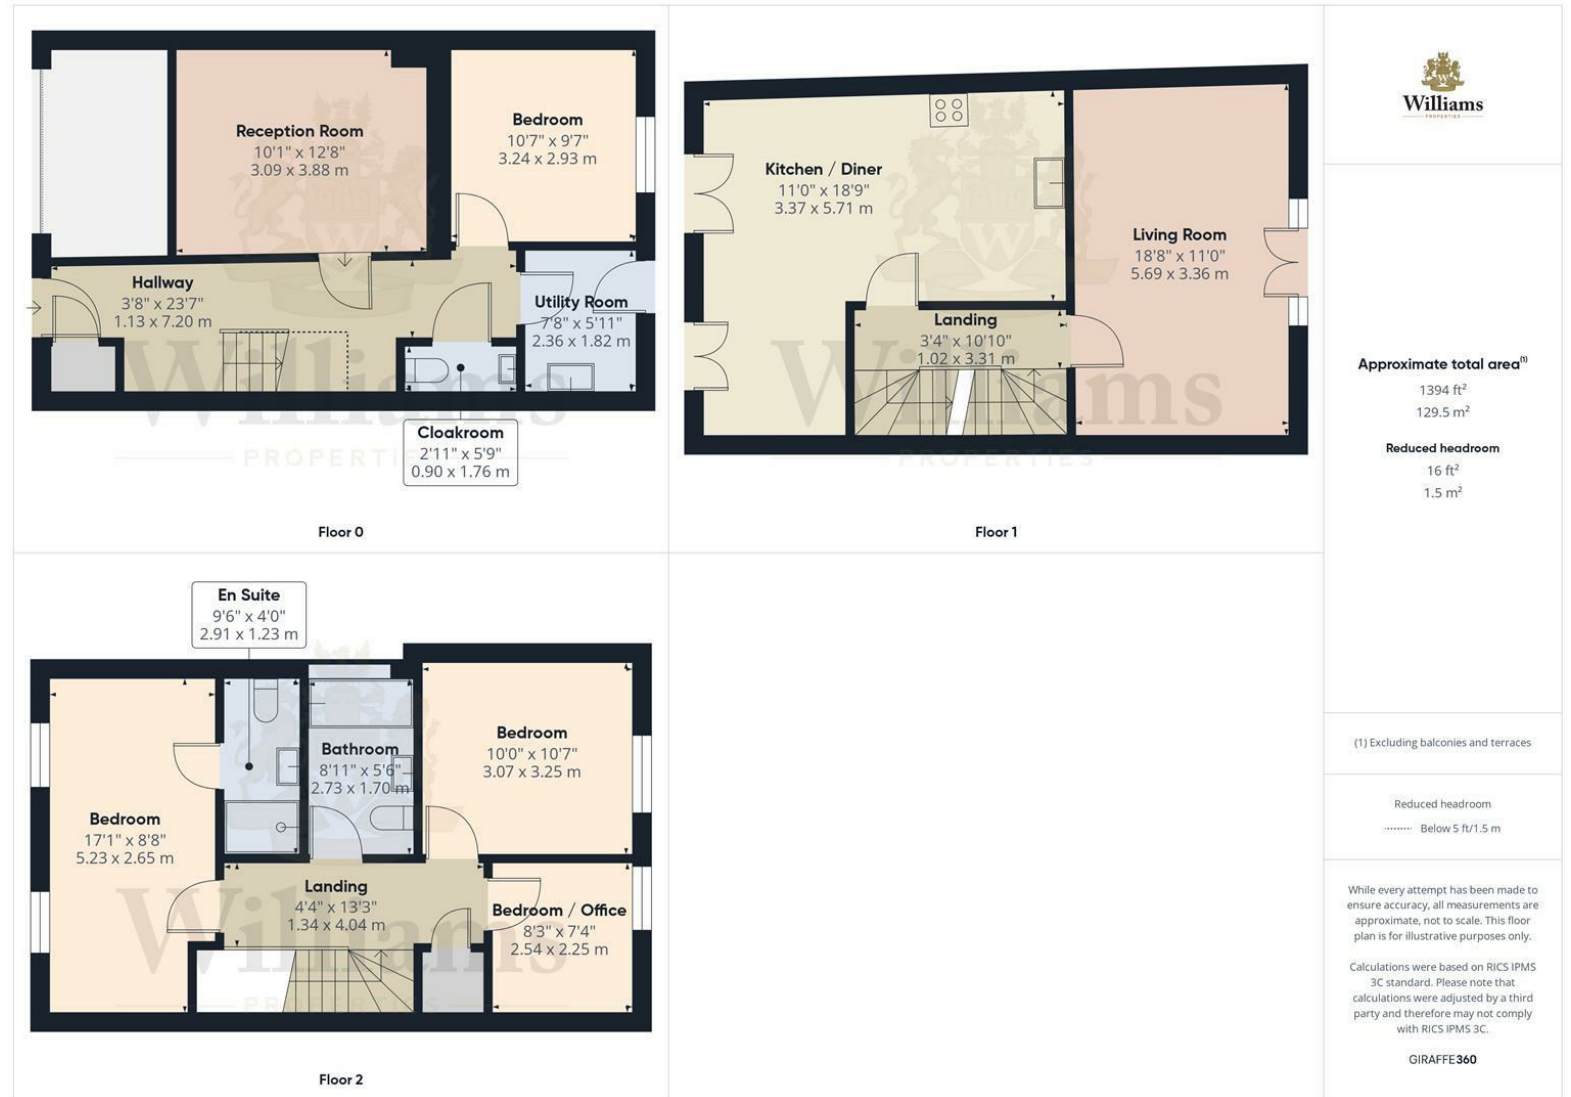 Reception Room
10'1" x 12'8"
3.09 x 3.88 m
Bedroom
10'7" x 9'7"
3.24 x 2.93 m
Hallway
3'8" x 23'7"
1.13 x 7.20 m
Utility Room
7'8" x 5'11"
2.36 x 1.82 m
Cloakroom
2'11" x 5'9"
0.90 x 1.76 m
Williams
PROPERTIES
Floor 0
Kitchen / Diner
11'0" x 18'9"
3.37 x 5.71 m
Living Room
18'8" x 11'0"
5.69 x 3.36 m
Landing
3'4" x 10'10"
1.02 x 3.31 m
Williams
PROPERTIES
Floor 1
En Suite
9'6" x 4'0"
2.91 x 1.23 m
Bathroom
8'11" x 5'6"
2.73 x 1.70 m
Bedroom
10'0" x 10'7"
3.07 x 3.25 m
Bedroom
17'1" x 8'8"
5.23 x 2.65 m
Landing
4'4" x 13'3"
1.34 x 4.04 m
Bedroom / Office
8'3" x 7'4"
2.54 x 2.25 m
Williams
PROPERTIES
Floor 2
W
Williams
PROPERTIES
Approximate total area(1)
1394 ft²
129.5 m²
Reduced headroom
16 ft²
1.5 m²
(1) Excluding balconies and terraces
Reduced headroom
Below 5 ft/1.5 m
While every attempt has been made to
ensure accuracy, all measurements are
approximate, not to scale. This floor
plan is for illustrative purposes only.
Calculations were based on RICS IPMS
3C standard. Please note that
calculations were adjusted by a third
party and therefore may not comply
with RICS IPMS 3C.
GIRAFFE360